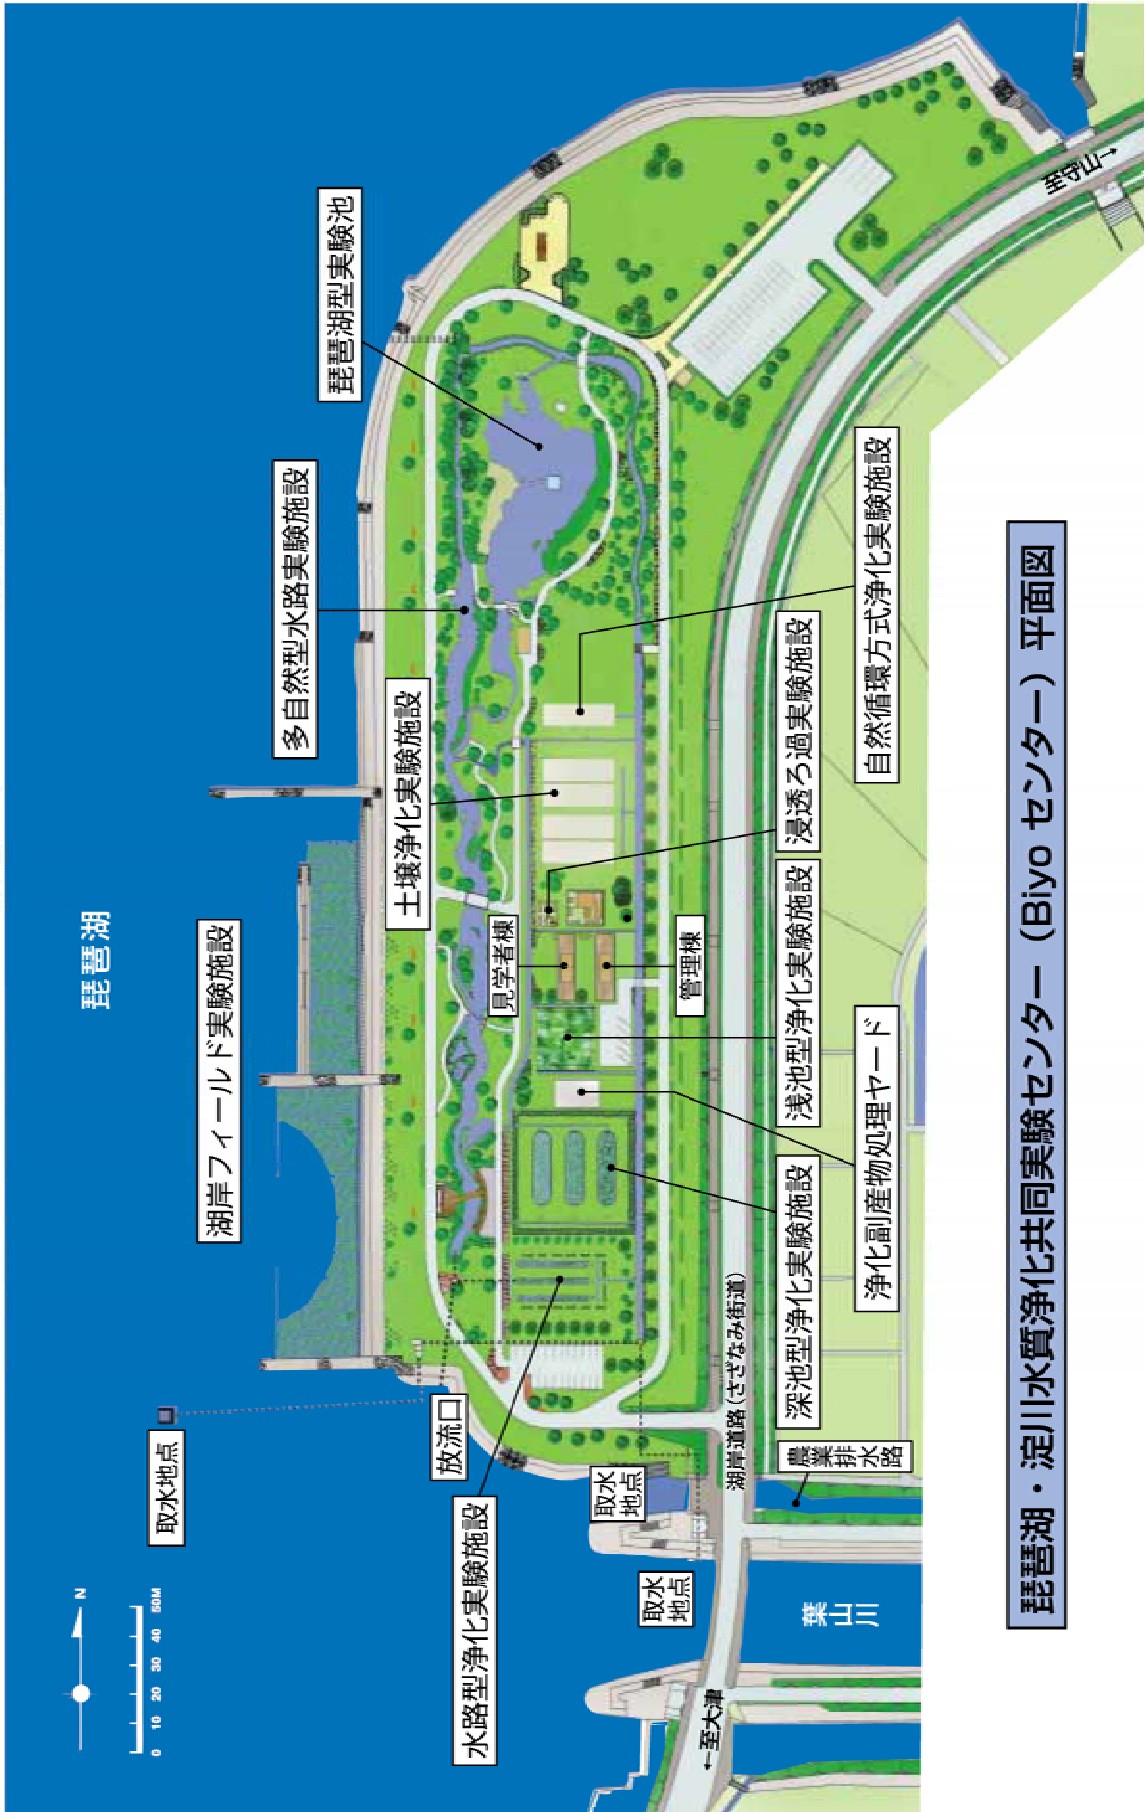 琵琶湖
取水地点
湖岸フィールド実験施設
多自然型水路実験施設
琵琶湖型実験池
土壌浄化実験施設
放流口
水路型浄化実験施設
見学者棟
取水
地点
取水
地点
管理棟
深池型浄化実験施設
浅池型浄化実験施設
浸透ろ過実験施設
浄化副産物処理ヤード
自然循環方式浄化実験施設
湖岸道路(さざなみ街道)
農業排水路
葉山川
←至大津
至守山→
N
0 10 20 30 40 50M
琵琶湖・淀川水質浄化共同実験センター（Biyo センター）平面図